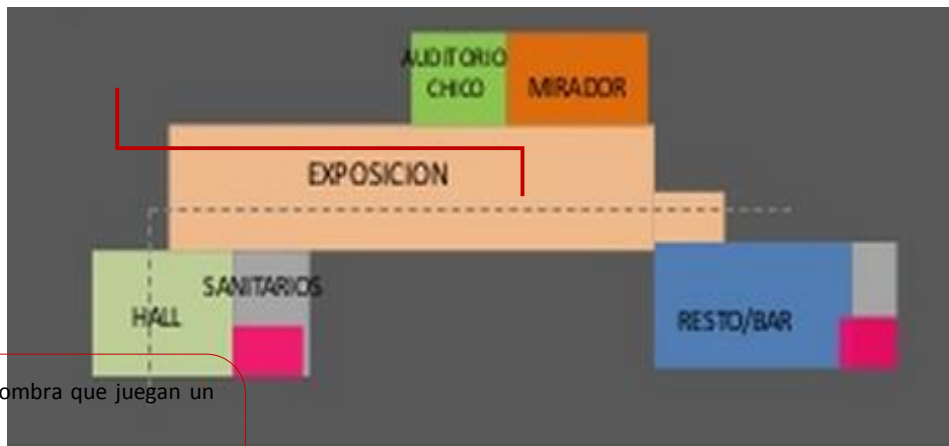 AUDITORIO
CHICO
MIRADOR
EXPOSICION
SANITARIOS
HALL
RESTO/BAR
ombra que juegan un